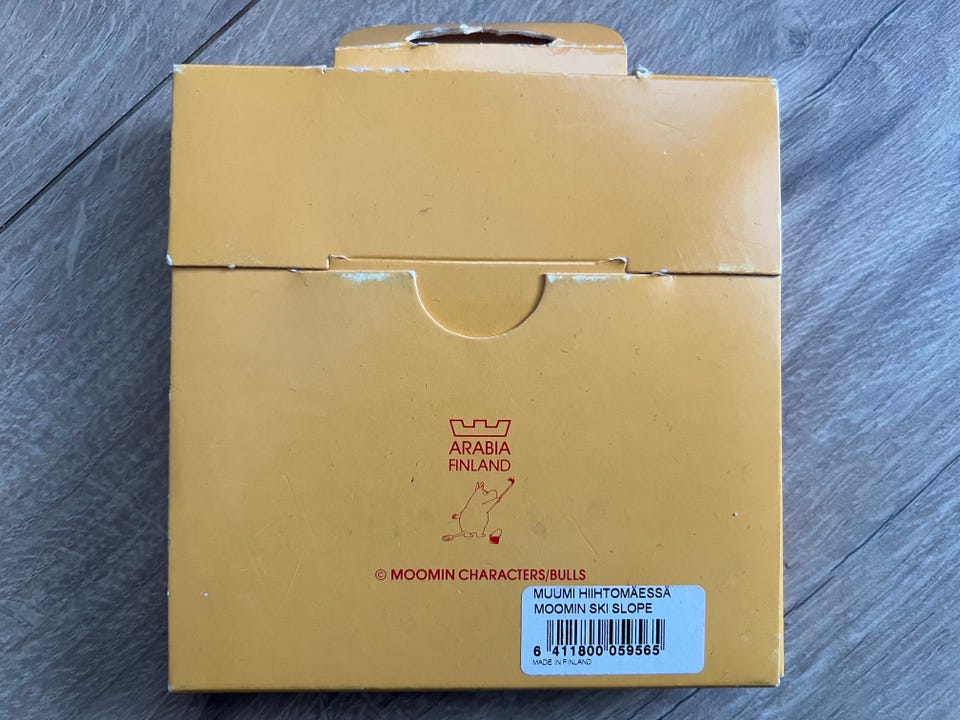 ARABIA
FINLAND
© MOOMIN CHARACTERS/BULLS
MUUMI HIIHTOMÄESSÄ
MOOMIN SKI SLOPE
6 411800 059565
MADE IN FINLAND